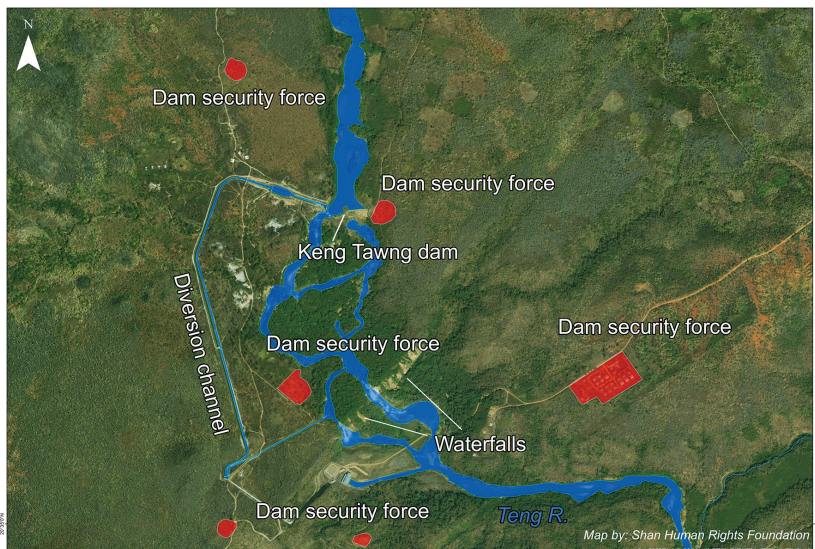 N
Dam security force
Dam security force
Keng Tawng dam
Diversion channel
Dam security force
Dam security force
Waterfalls
Dam security force
Teng R.
Map by: Shan Human Rights Foundation